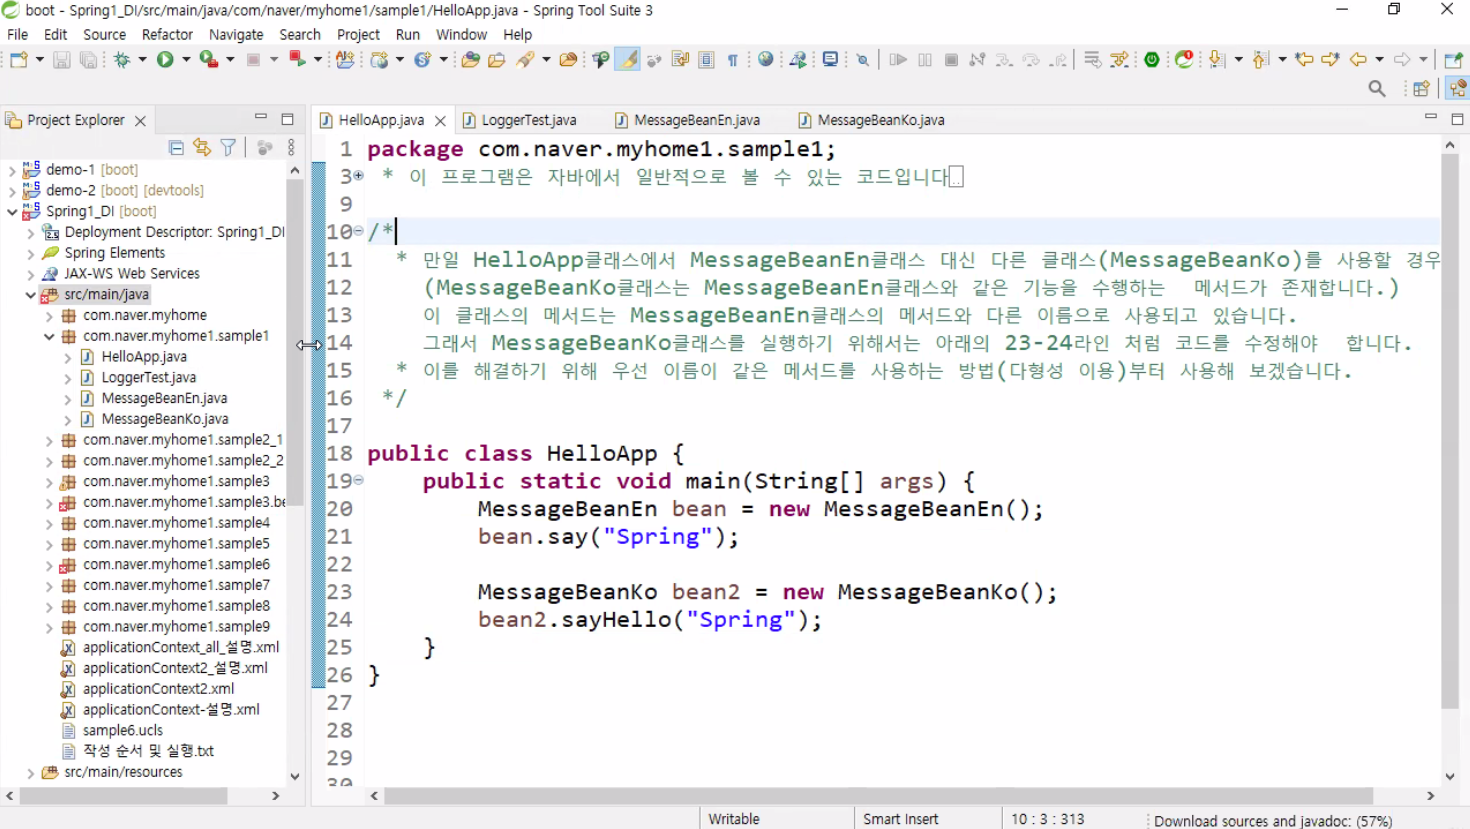 boot - Spring1_DI/src/main/java/com/naver/myhome1/sample1/HelloApp.java - Spring Tool Suite 3
File Edit Source Refactor Navigate Search Project Run Window Help
Project Explorer
HelloApp.java LoggerTest.java MessageBeanEn.java MessageBeanKo.java
demo-1 [boot]
demo-2 [boot] [devtools]
Spring1_DI [boot]
Deployment Descriptor: Spring1_DI
Spring Elements
JAX-WS Web Services
src/main/java
com.naver.myhome
com.naver.myhome1.sample1
HelloApp.java
LoggerTest.java
MessageBeanEn.java
MessageBeanKo.java
com.naver.myhome1.sample2_1
com.naver.myhome1.sample2_2
com.naver.myhome1.sample3
com.naver.myhome1.sample3.be
com.naver.myhome1.sample4
com.naver.myhome1.sample5
com.naver.myhome1.sample6
com.naver.myhome1.sample7
com.naver.myhome1.sample8
com.naver.myhome1.sample9
applicationContext_all_설명.xml
applicationContext2_설명.xml
applicationContext2.xml
applicationContext-설명.xml
sample6.ucls
작성 순서 및 실행.txt
src/main/resources
1 package com.naver.myhome1.sample1;
3 * 이 프로그램은 자바에서 일반적으로 볼 수 있는 코드입니다..
9
10 /*
11 * 만일 HelloApp클래스에서 MessageBeanEn클래스 대신 다른 클래스(MessageBeanKo)를 사용할 경우
12 (MessageBeanKo클래스는 MessageBeanEn클래스와 같은 기능을 수행하는 메서드가 존재합니다.)
13 이 클래스의 메서드는 MessageBeanEn클래스의 메서드와 다른 이름으로 사용되고 있습니다.
14 그래서 MessageBeanKo클래스를 실행하기 위해서는 아래의 23-24라인 처럼 코드를 수정해야 합니다.
15 * 이를 해결하기 위해 우선 이름이 같은 메서드를 사용하는 방법(다형성 이용)부터 사용해 보겠습니다.
16 */
17
18 public class HelloApp {
19 public static void main(String[] args) {
20 MessageBeanEn bean = new MessageBeanEn();
21 bean.say("Spring");
22
23 MessageBeanKo bean2 = new MessageBeanKo();
24 bean2.sayHello("Spring");
25 }
26 }
27
28
29
30
Writable Smart Insert 10 : 3 : 313 Download sources and javadoc: (57%)